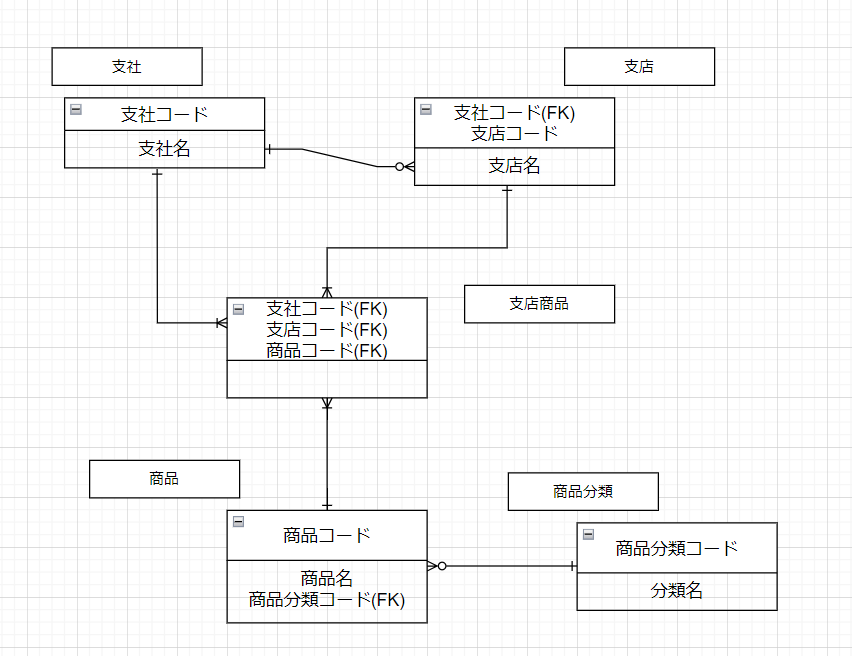 支社
支店
支社コード
支社名
支社コード(FK)
支店コード
支店名
支店商品
支社コード(FK)
支店コード(FK)
商品コード(FK)
商品
商品分類
商品コード
商品名
商品分類コード(FK)
商品分類コード
分類名